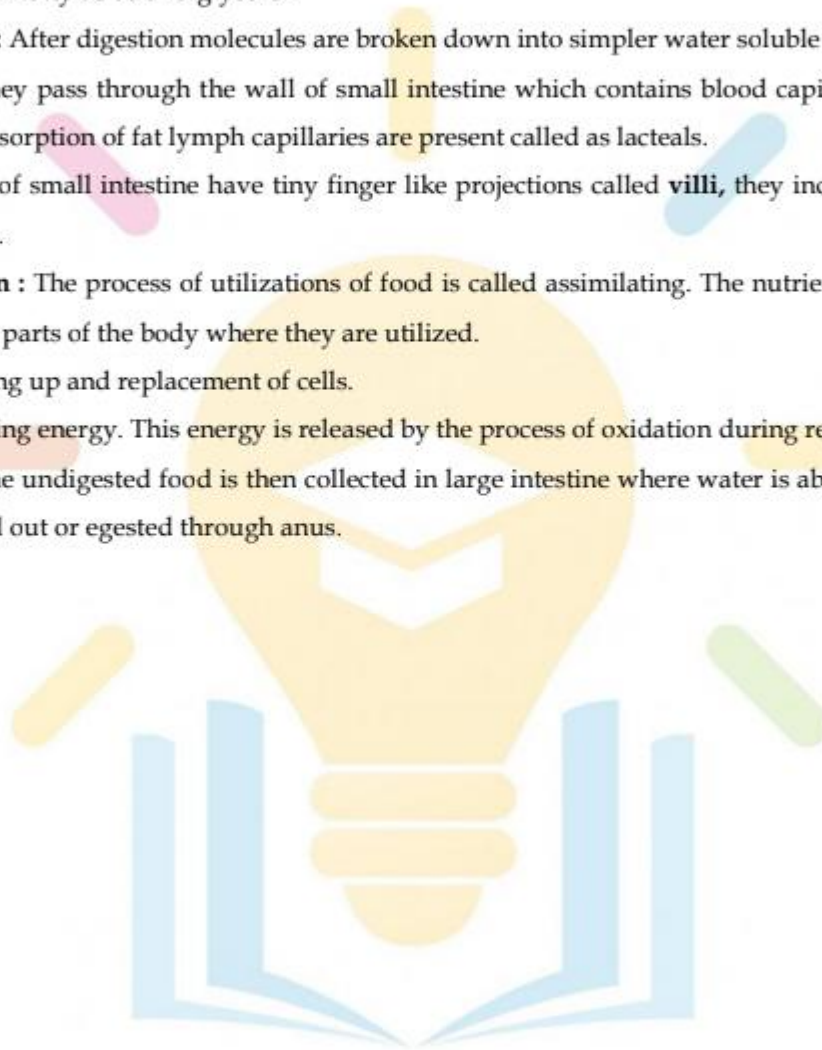 : After digestion molecules are broken down into simpler water soluble
ey pass through the wall of small intestine which contains blood capi
sorption of fat lymph capillaries are present called as lacteals.
of small intestine have tiny finger like projections called villi, they inc
.
n : The process of utilizations of food is called assimilating. The nutrie
parts of the body where they are utilized.
ng up and replacement of cells.
ing energy. This energy is released by the process of oxidation during re
e undigested food is then collected in large intestine where water is ab
l out or egested through anus.